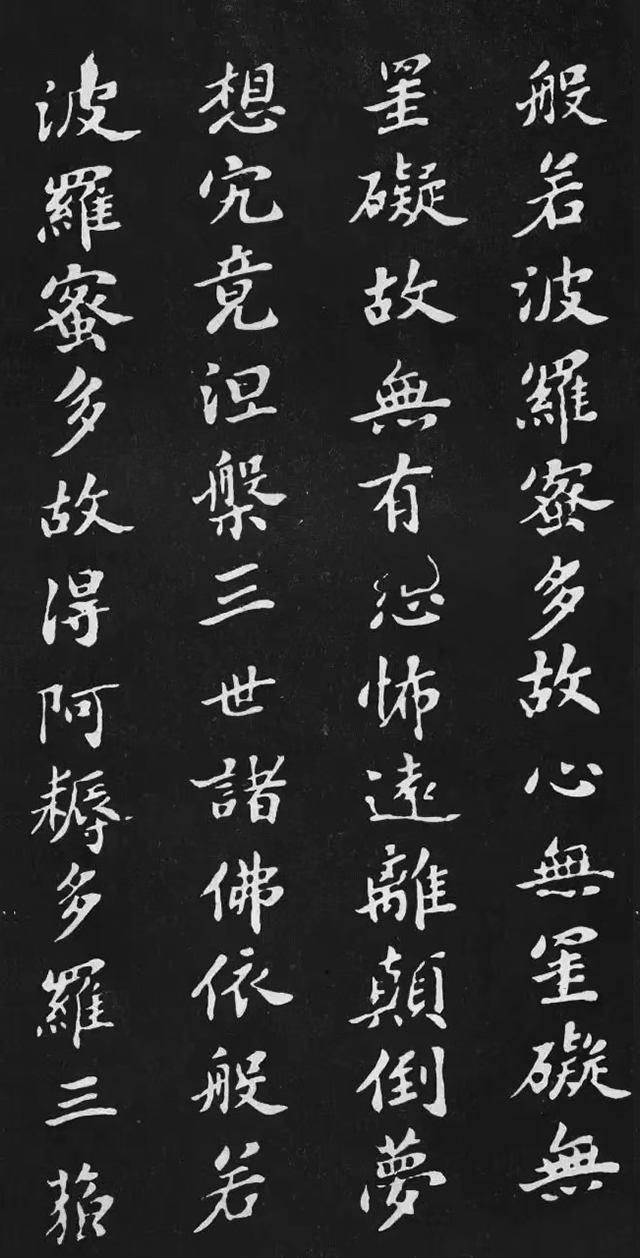 般若波羅蜜多故心無罣礙無
罣礙故無有恐怖遠離顛倒夢
想究竟涅槃三世諸佛依般若
波羅蜜多故得阿耨多羅三藐